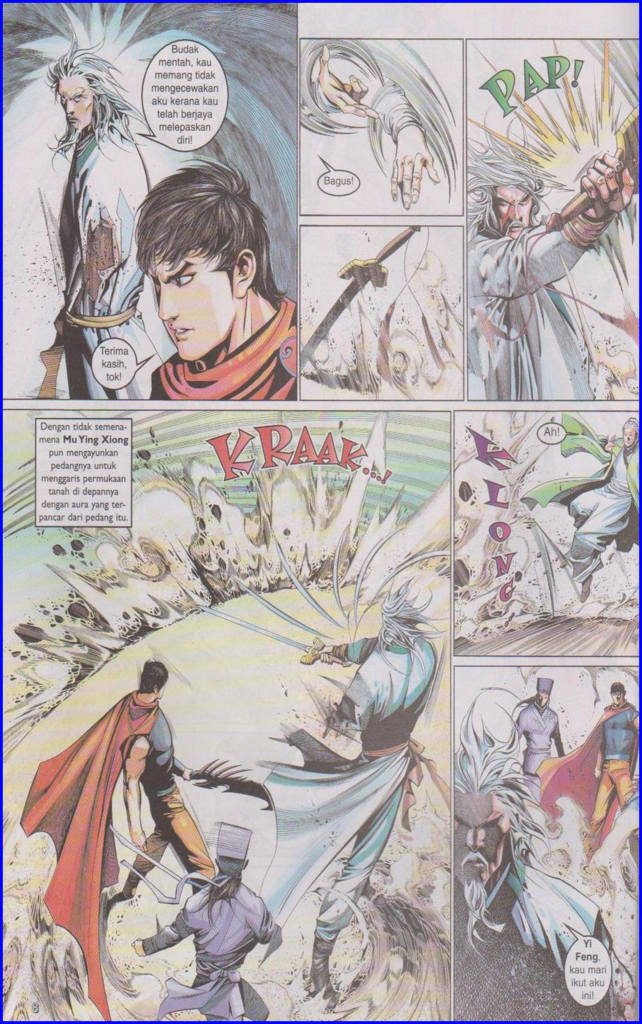 Budak
mentah, kau
memang tidak
mengecewakan
aku kerana kau
telah berjaya
melepaskan
diri!
Terima
kasih,
tok!
Bagus!
PAP!
Dengan tidak semena-
mena Mu Ying Xiong
pun mengayunkan
pedangnya untuk
menggaris permukaan
tanah di depannya
dengan aura yang ter-
pancar dari pedang itu.
KRAAK...!
Ah!
KLONG
Yi
Feng,
kau mari
ikut aku
ini!
8